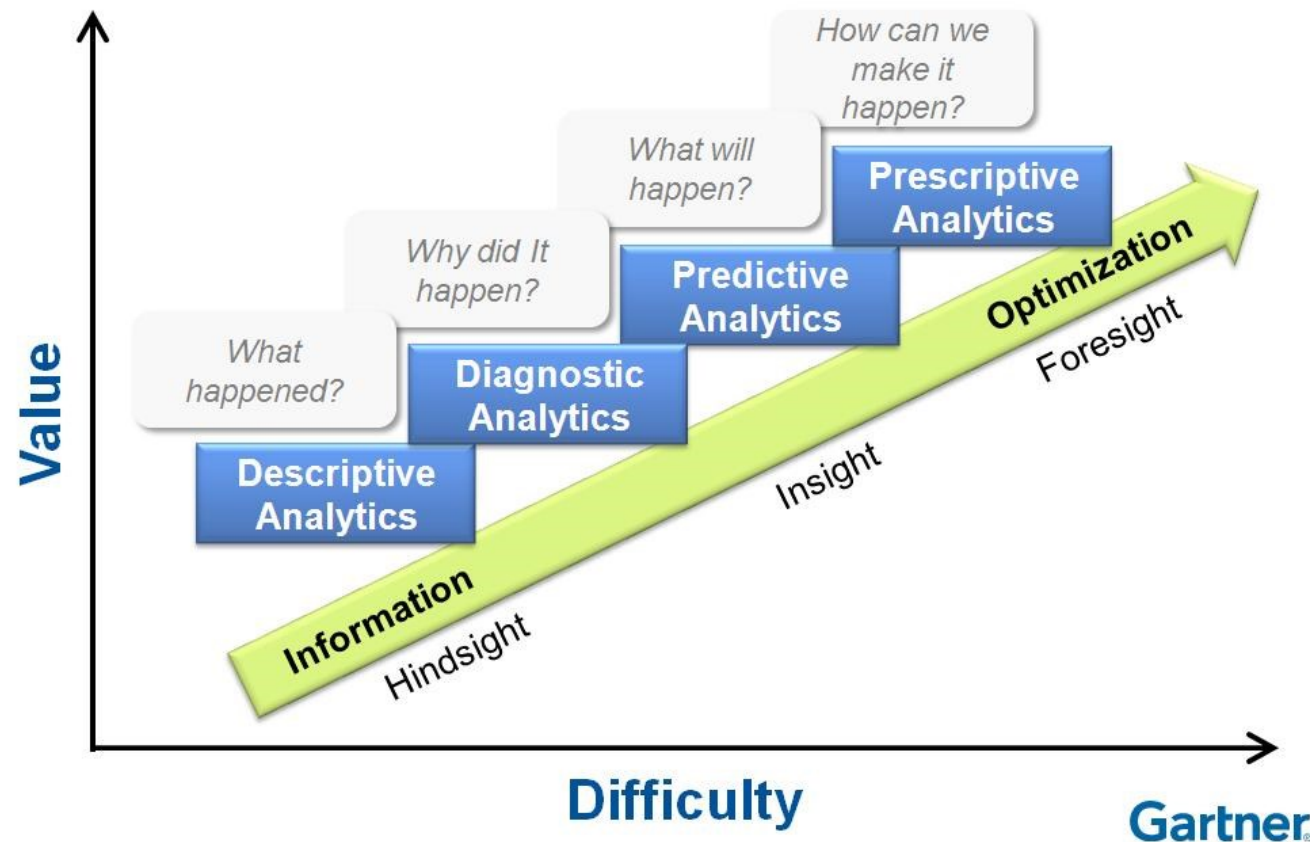 How can we
make it
happen?
What will
happen?
Prescriptive
Analytics
Why did It
happen?
Predictive
Analytics
Optimization
Foresight
What
happened?
Diagnostic
Analytics
Insight
Descriptive
Analytics
Information
Hindsight
Value
Difficulty
Gartner®